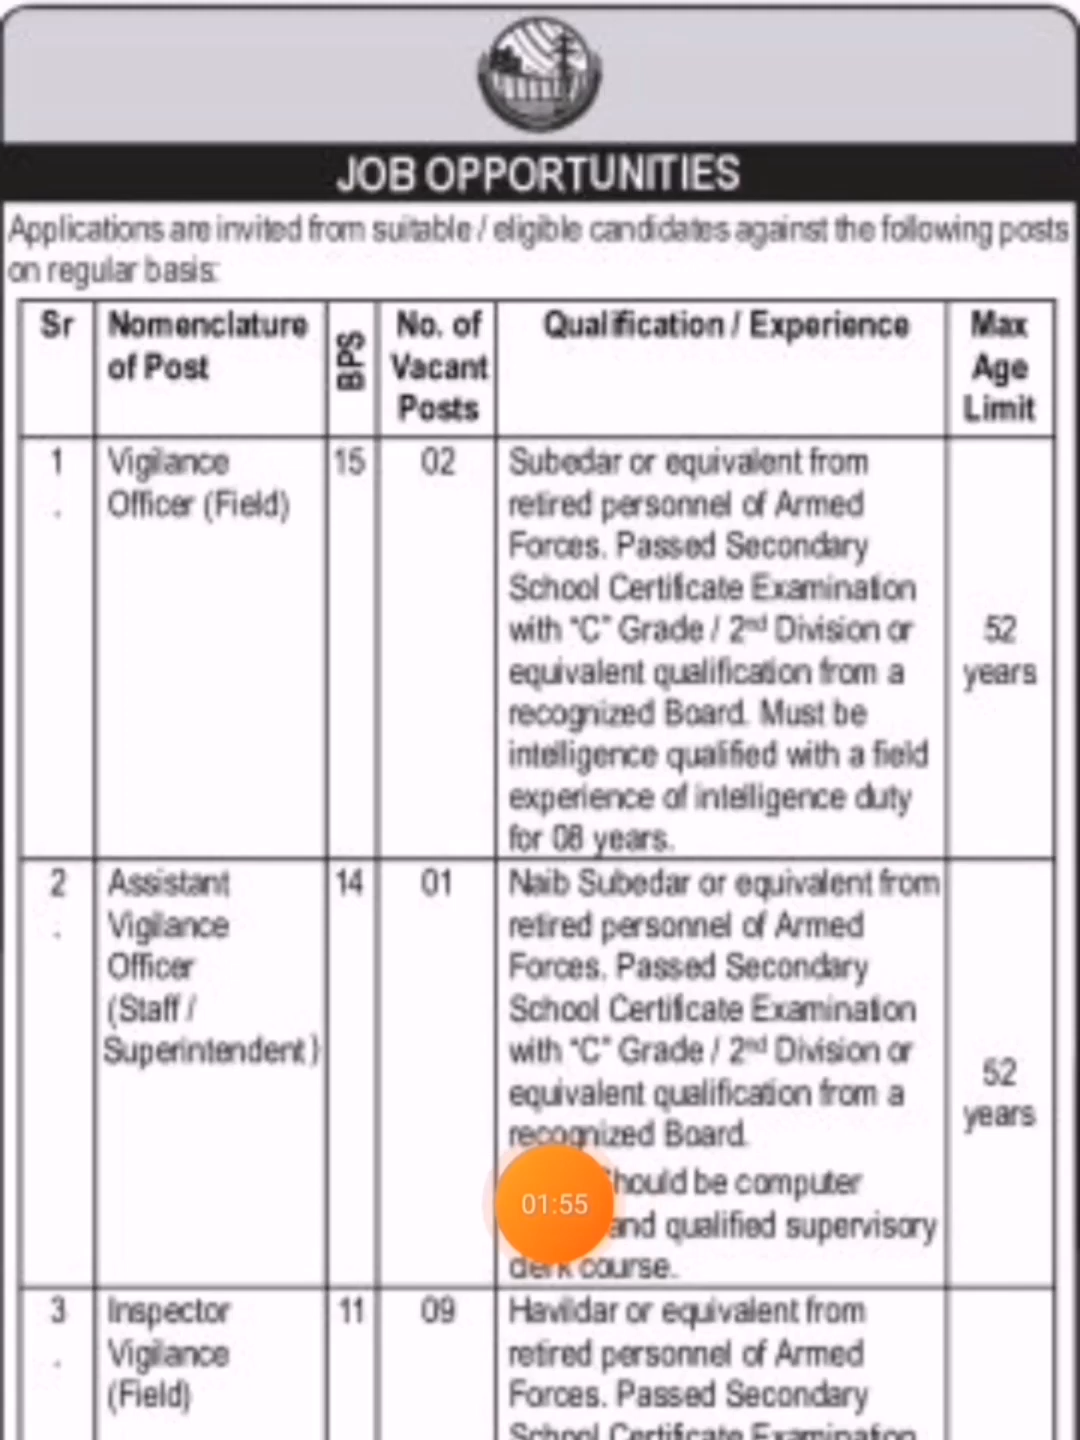 JOB OPPORTUNITIES
Applications are invited from suitable / eligible candidates against the following posts
on regular basis:
Sr
Nomenclature
of Post
BPS
No. of
Vacant
Posts
Qualification / Experience
Max
Age
Limit
1
.
Vigilance
Officer (Field)
15
02
Subedar or equivalent from
retired personnel of Armed
Forces. Passed Secondary
School Certificate Examination
with "C" Grade / 2nd Division or
equivalent qualification from a
recognized Board. Must be
intelligence qualified with a field
experience of intelligence duty
for 08 years.
52
years
2
.
Assistant
Vigilance
Officer
(Staff /
Superintendent)
14
01
Naib Subedar or equivalent from
retired personnel of Armed
Forces. Passed Secondary
School Certificate Examination
with "C" Grade / 2nd Division or
equivalent qualification from a
recognized Board.
should be computer
and qualified supervisory
clerk course.
52
years
01:55
3
.
Inspector
Vigilance
(Field)
11
09
Havildar or equivalent from
retired personnel of Armed
Forces. Passed Secondary
School Certificate Examination